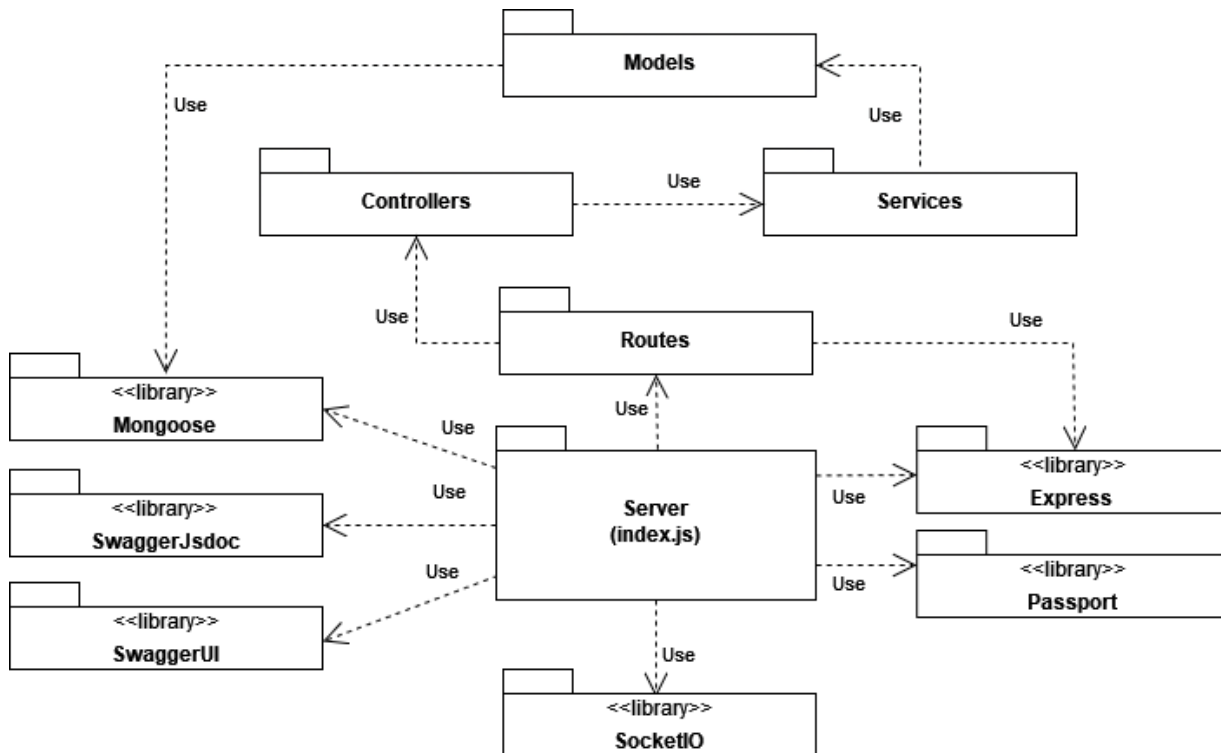 Models
Use
Use
Controllers
Use
Services
Use
Routes
Use
<<library>>
Mongoose
Use
Use
Server
(index.js)
<<library>>
Express
Use
<<library>>
SwaggerJsdoc
Use
Use
<<library>>
Passport
Use
<<library>>
SwaggerUI
Use
Use
<<library>>
SocketIO